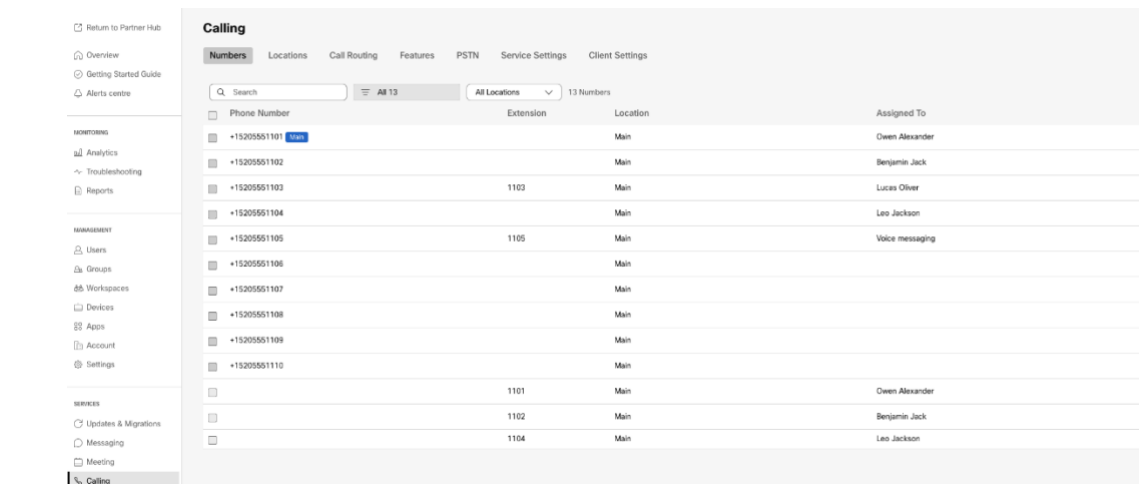 Return to Partner Hub
Overview
Getting Started Guide
Alerts centre
MONITORING
Analytics
Troubleshooting
Reports
MANAGEMENT
Users
Groups
Workspaces
Devices
Apps
Account
Settings
SERVICES
Updates & Migrations
Messaging
Meeting
Calling
Calling
Numbers Locations Call Routing Features PSTN Service Settings Client Settings
Search All 13 All Locations 13 Numbers
Phone Number Extension Location Assigned To
+15205551101 Main Main Owen Alexander
+15205551102 Main Benjamin Jack
+15205551103 1103 Main Lucas Oliver
+15205551104 Main Leo Jackson
+15205551105 1105 Main Voice messaging
+15205551106 Main
+15205551107 Main
+15205551108 Main
+15205551109 Main
+15205551110 Main
1101 Main Owen Alexander
1102 Main Benjamin Jack
1104 Main Leo Jackson